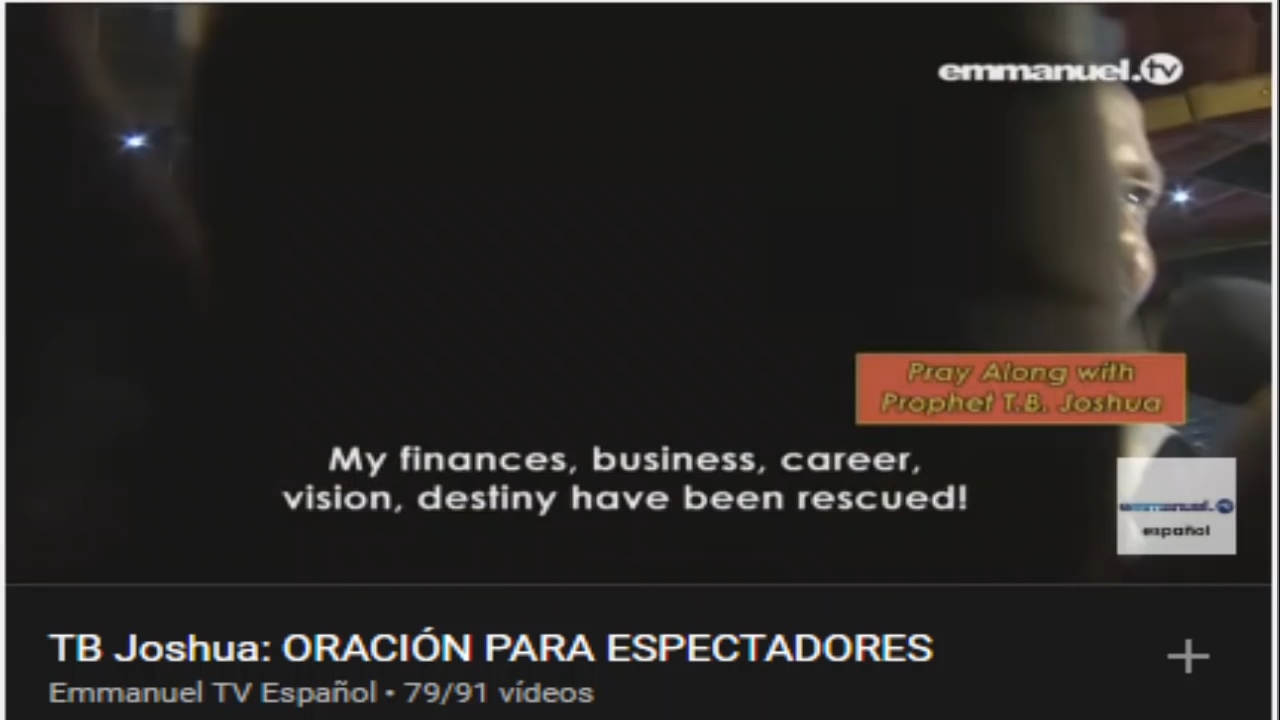 emmanuel.tv
Pray Along with
Prophet T.B. Joshua
My finances, business, career,
vision, destiny have been rescued!
emmanuel.tv
español
TB Joshua: ORACIÓN PARA ESPECTADORES
Emmanuel TV Español • 79/91 vídeos